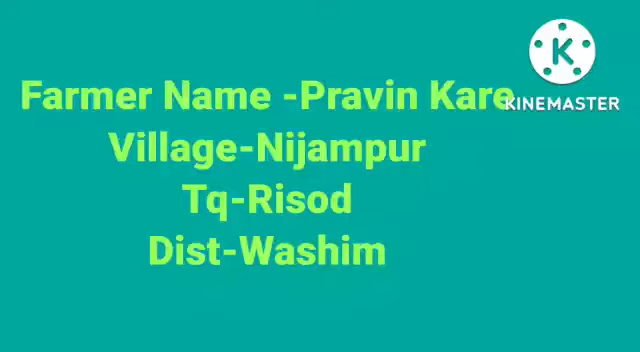 Farmer Name -Pravin Kare
KINEMASTER
Village-Nijampur
Tq-Risod
Dist-Washim